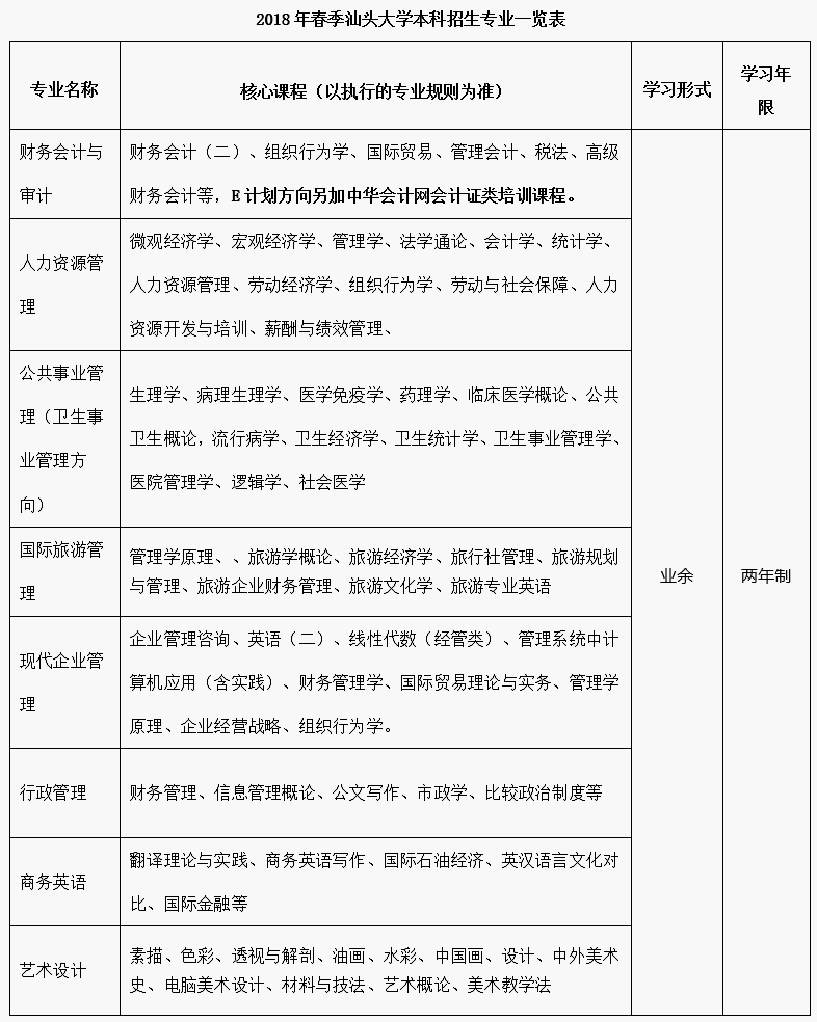 2018年春季汕头大学本科招生专业一览表
专业名称
核心课程（以执行的专业规则为准）
学习形式
学习年
限
财务会计与
审计
财务会计（二）、组织行为学、国际贸易、管理会计、税法、高级
财务会计等，E计划方向另加中华会计网会计证类培训课程。
人力资源管
理
微观经济学、宏观经济学、管理学、法学通论、会计学、统计学、
人力资源管理、劳动经济学、组织行为学、劳动与社会保障、人力
资源开发与培训、薪酬与绩效管理、
公共事业管
理（卫生事
业管理方
向）
生理学、病理生理学、医学免疫学、药理学、临床医学概论、公共
卫生概论，流行病学、卫生经济学、卫生统计学、卫生事业管理学、
医院管理学、逻辑学、社会医学
国际旅游管
理
管理学原理、、旅游学概论、旅游经济学、旅行社管理、旅游规划
与管理、旅游企业财务管理、旅游文化学、旅游专业英语
业余
两年制
现代企业管
理
企业管理咨询、英语（二）、线性代数（经管类）、管理系统中计
算机应用（含实践）、财务管理学、国际贸易理论与实务、管理学
原理、企业经营战略、组织行为学。
行政管理
财务管理、信息管理概论、公文写作、市政学、比较政治制度等
商务英语
翻译理论与实践、商务英语写作、国际石油经济、英汉语言文化对
比、国际金融等
艺术设计
素描、色彩、透视与解剖、油画、水彩、中国画、设计、中外美术
史、电脑美术设计、材料与技法、艺术概论、美术教学法